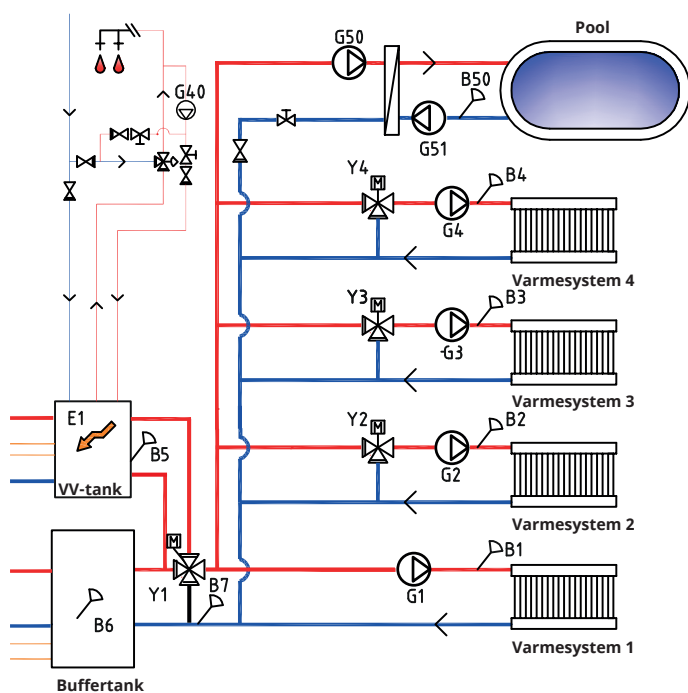 Pool
G50
B50
G40
G51
Y4
B4
M
G4
Varmesystem 4
Y3
B3
M
-G3
Varmesystem 3
E1
Y2
B2
M
B5
G2
VV-tank
Varmesystem 2
M
B1
Y1
B7
G1
B6
Varmesystem 1
Buffertank